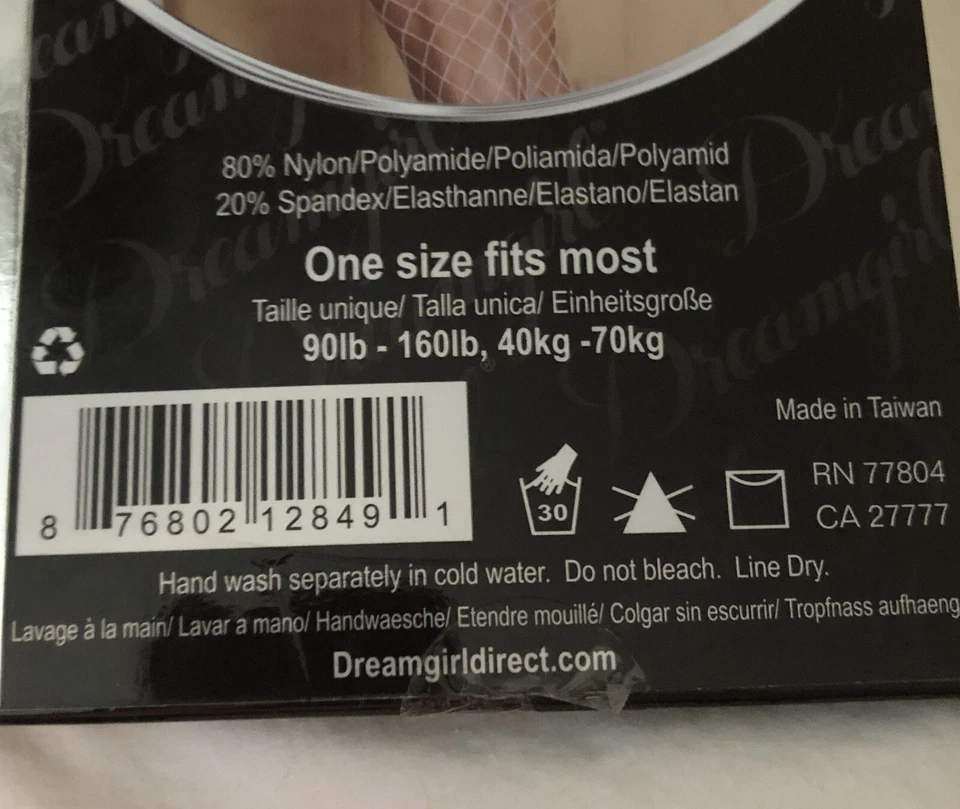 80% Nylon/Polyamide/Poliamida/Polyamid
20% Spandex/Elasthanne/Elastano/Elastan
One size fits most
Taille unique/ Talla unica/ Einheitsgroße
90lb - 160lb, 40kg -70kg
Made in Taiwan
8 76802 12849 1
30
RN 77804
CA 27777
Hand wash separately in cold water. Do not bleach. Line Dry.
Lavage à la main/ Lavar a mano/ Handwaesche/ Etendre mouillé/ Colgar sin escurrir/ Tropfnass aufhaeng
Dreamgirldirect.com
Dreamgirl
Dreamgirl
Dreamgirl